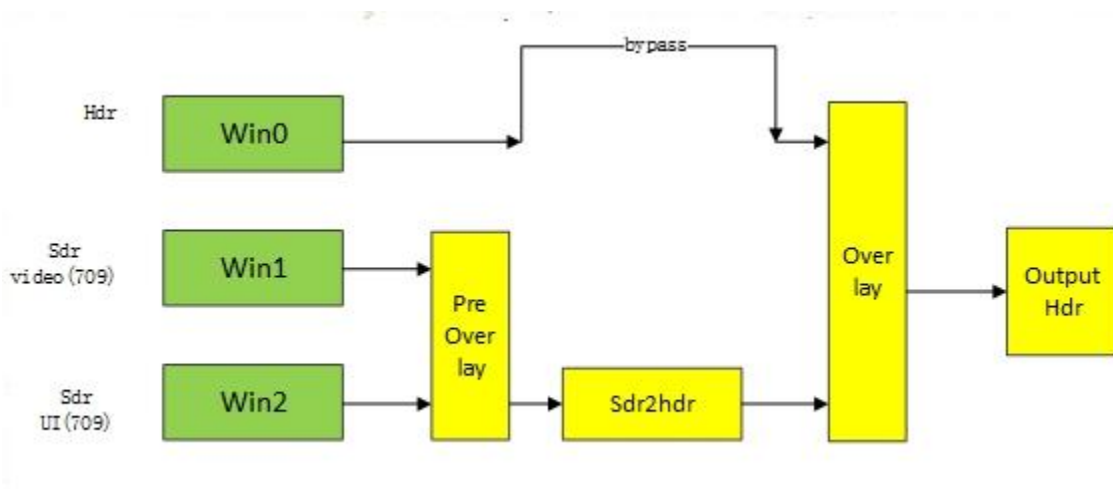 bypass
Hdr
Win0
Sdr
video(709)
Win1
Pre
Over
lay
Over
lay
Output
Hdr
Sdr
UI(709)
Win2
Sdr2hdr